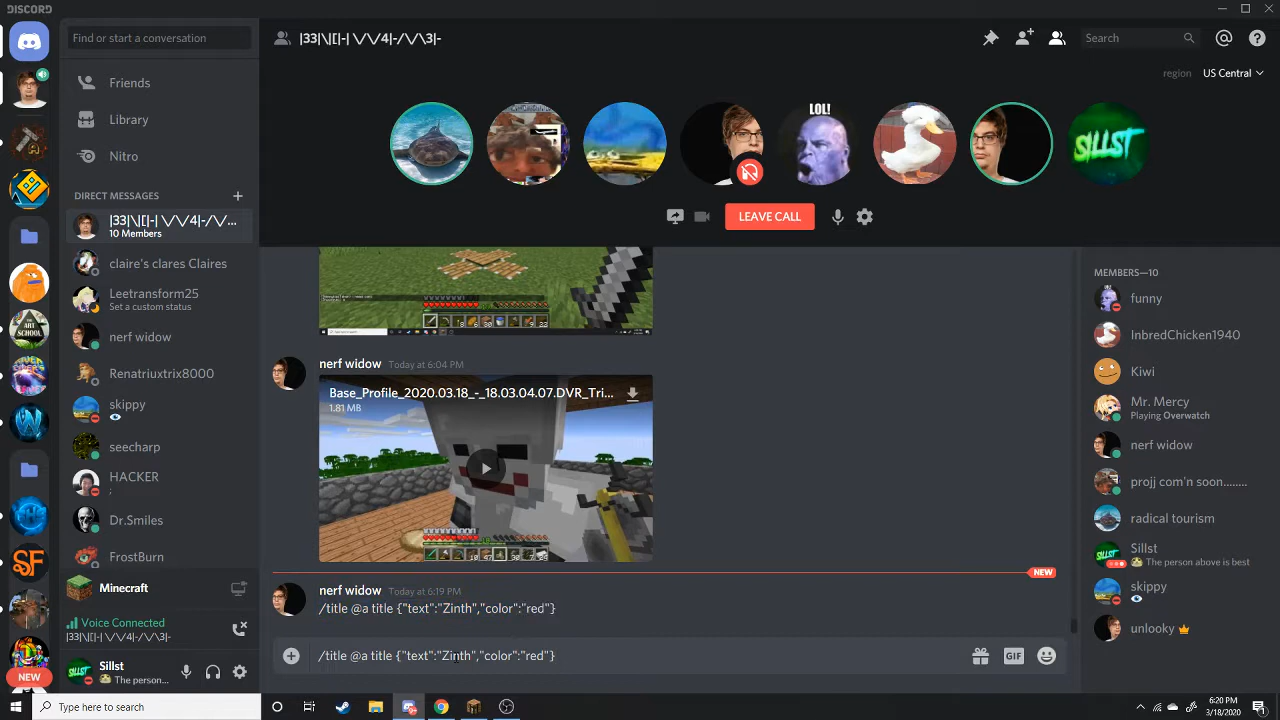 DISCORD
Find or start a conversation
Friends
Library
Nitro
DIRECT MESSAGES
|33|\|[|-| \/\/4|-/\/\...
10 Members
claire's clares Claires
Leetransform25
Set a custom status
nerf widow
Renatriuxtrix8000
skippy
seecharp
HACKER
;
Dr.Smiles
FrostBurn
Minecraft
Voice Connected
|33|\|[|-| \/\/4|-/\/\3|-
Sillst
The person...
NEW
|33|\|[|-| \/\/4|-/\/\3|-
Search
region US Central
LOL!
SILLST
LEAVE CALL
nerf widow Today at 6:04 PM
Base_Profile_2020.03.18_-_18.03.04.07.DVR_Tri...
1.81 MB
NEW
nerf widow Today at 6:19 PM
/title @a title {"text":"Zinth","color":"red"}
/title @a title {"text":"Zinth","color":"red"}
GIF
MEMBERS—10
funny
InbredChicken1940
Kiwi
Mr. Mercy
Playing Overwatch
nerf widow
projj com'n soon........
radical tourism
Sillst
The person above is best
skippy
unlooky
Type here to search
6:20 PM
3/18/2020